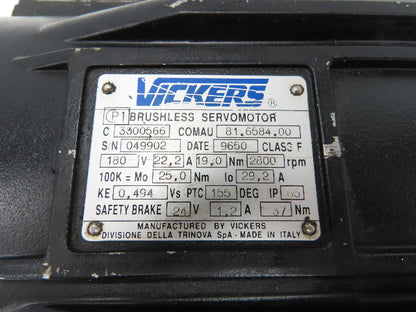 VICKERS ®
P1 BRUSHLESS SERVOMOTOR
C 3300566 COMAU 81.6584.00
S/N 049902 DATE 9650 CLASS F
180 V 22,2 A 19,0 Nm 2800 rpm
100K = Mo 25,0 Nm Io 29,2 A
KE 0,494 Vs PTC 155 DEG IP 65
SAFETY BRAKE 24 V 1,2 A 37 Nm
MANUFACTURED BY VICKERS
DIVISIONE DELLA TRINOVA SpA - MADE IN ITALY